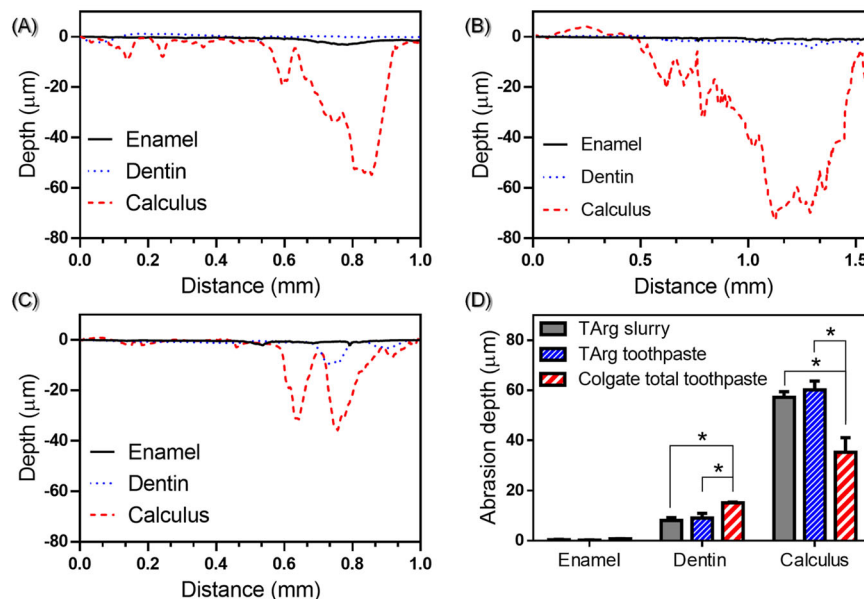 (A)
0
-20
-40
-60
-80
Depth (μm)
Enamel
Dentin
Calculus
0.0 0.2 0.4 0.6 0.8 1.0
Distance (mm)
(B)
0
-20
-40
-60
-80
Depth (μm)
Enamel
Dentin
Calculus
0.0 0.5 1.0 1.5
Distance (mm)
(C)
0
-20
-40
-60
-80
Depth (μm)
Enamel
Dentin
Calculus
0.0 0.2 0.4 0.6 0.8 1.0
Distance (mm)
(D)
80
60
40
20
0
Abrasion depth (μm)
TArg slurry
TArg toothpaste
Colgate total toothpaste
*
*
*
*
Enamel Dentin Calculus